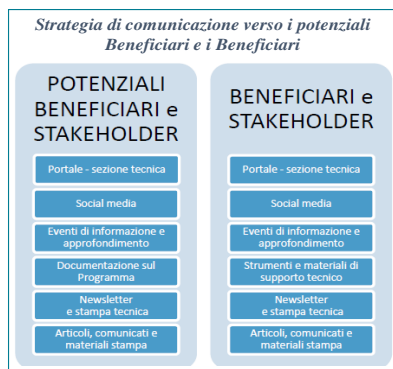 Strategia di comunicazione verso i potenziali
Beneficiari e i Beneficiari
POTENZIALI
BENEFICIARI e
STAKEHOLDER
Portale - sezione tecnica
Social media
Eventi di informazione e
approfondimento
Documentazione sul
Programma
Newsletter
e stampa tecnica
Articoli, comunicati e
materiali stampa
BENEFICIARI e
STAKEHOLDER
Portale - sezione tecnica
Social media
Eventi di informazione e
approfondimento
Strumenti e materiali di
supporto tecnico
Newsletter
e stampa tecnica
Articoli, comunicati e
materiali stampa